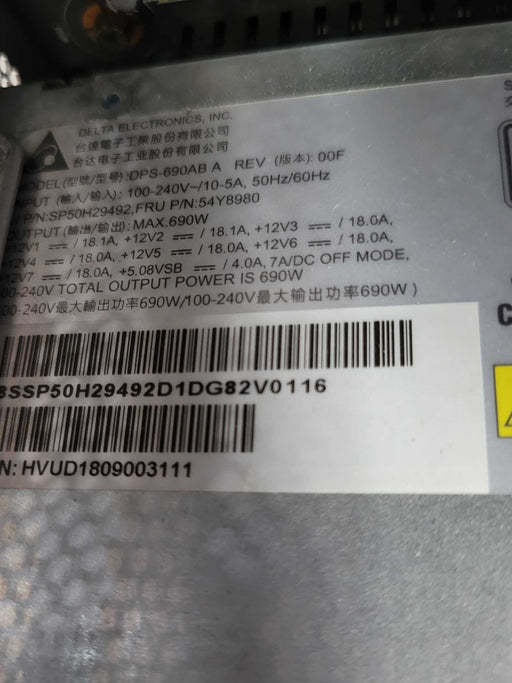 DELTA ELECTRONICS, INC.
台達電子工業股份有限公司
台达电子工业股份有限公司
MODEL(型號/型号):DPS-690AB A REV (版本): 00F
INPUT (輸入/输入): 100-240V~/10-5A, 50Hz/60Hz
P/N:SP50H29492,FRU P/N:54Y8980
OUTPUT(輸出/输出): MAX.690W
12V1 ⎓ / 18.1A, +12V2 ⎓ / 18.1A, +12V3 ⎓ / 18.0A,
12V4 ⎓ / 18.0A, +12V5 ⎓ / 18.0A, +12V6 ⎓ / 18.0A,
12V7 ⎓ / 18.0A, +5.08VSB ⎓ / 4.0A, 7A/DC OFF MODE,
00-240V TOTAL OUTPUT POWER IS 690W
00-240V最大輸出功率690W/100-240V最大输出功率690W )
8SSP50H29492D1DG82V0116
N: HVUD1809003111